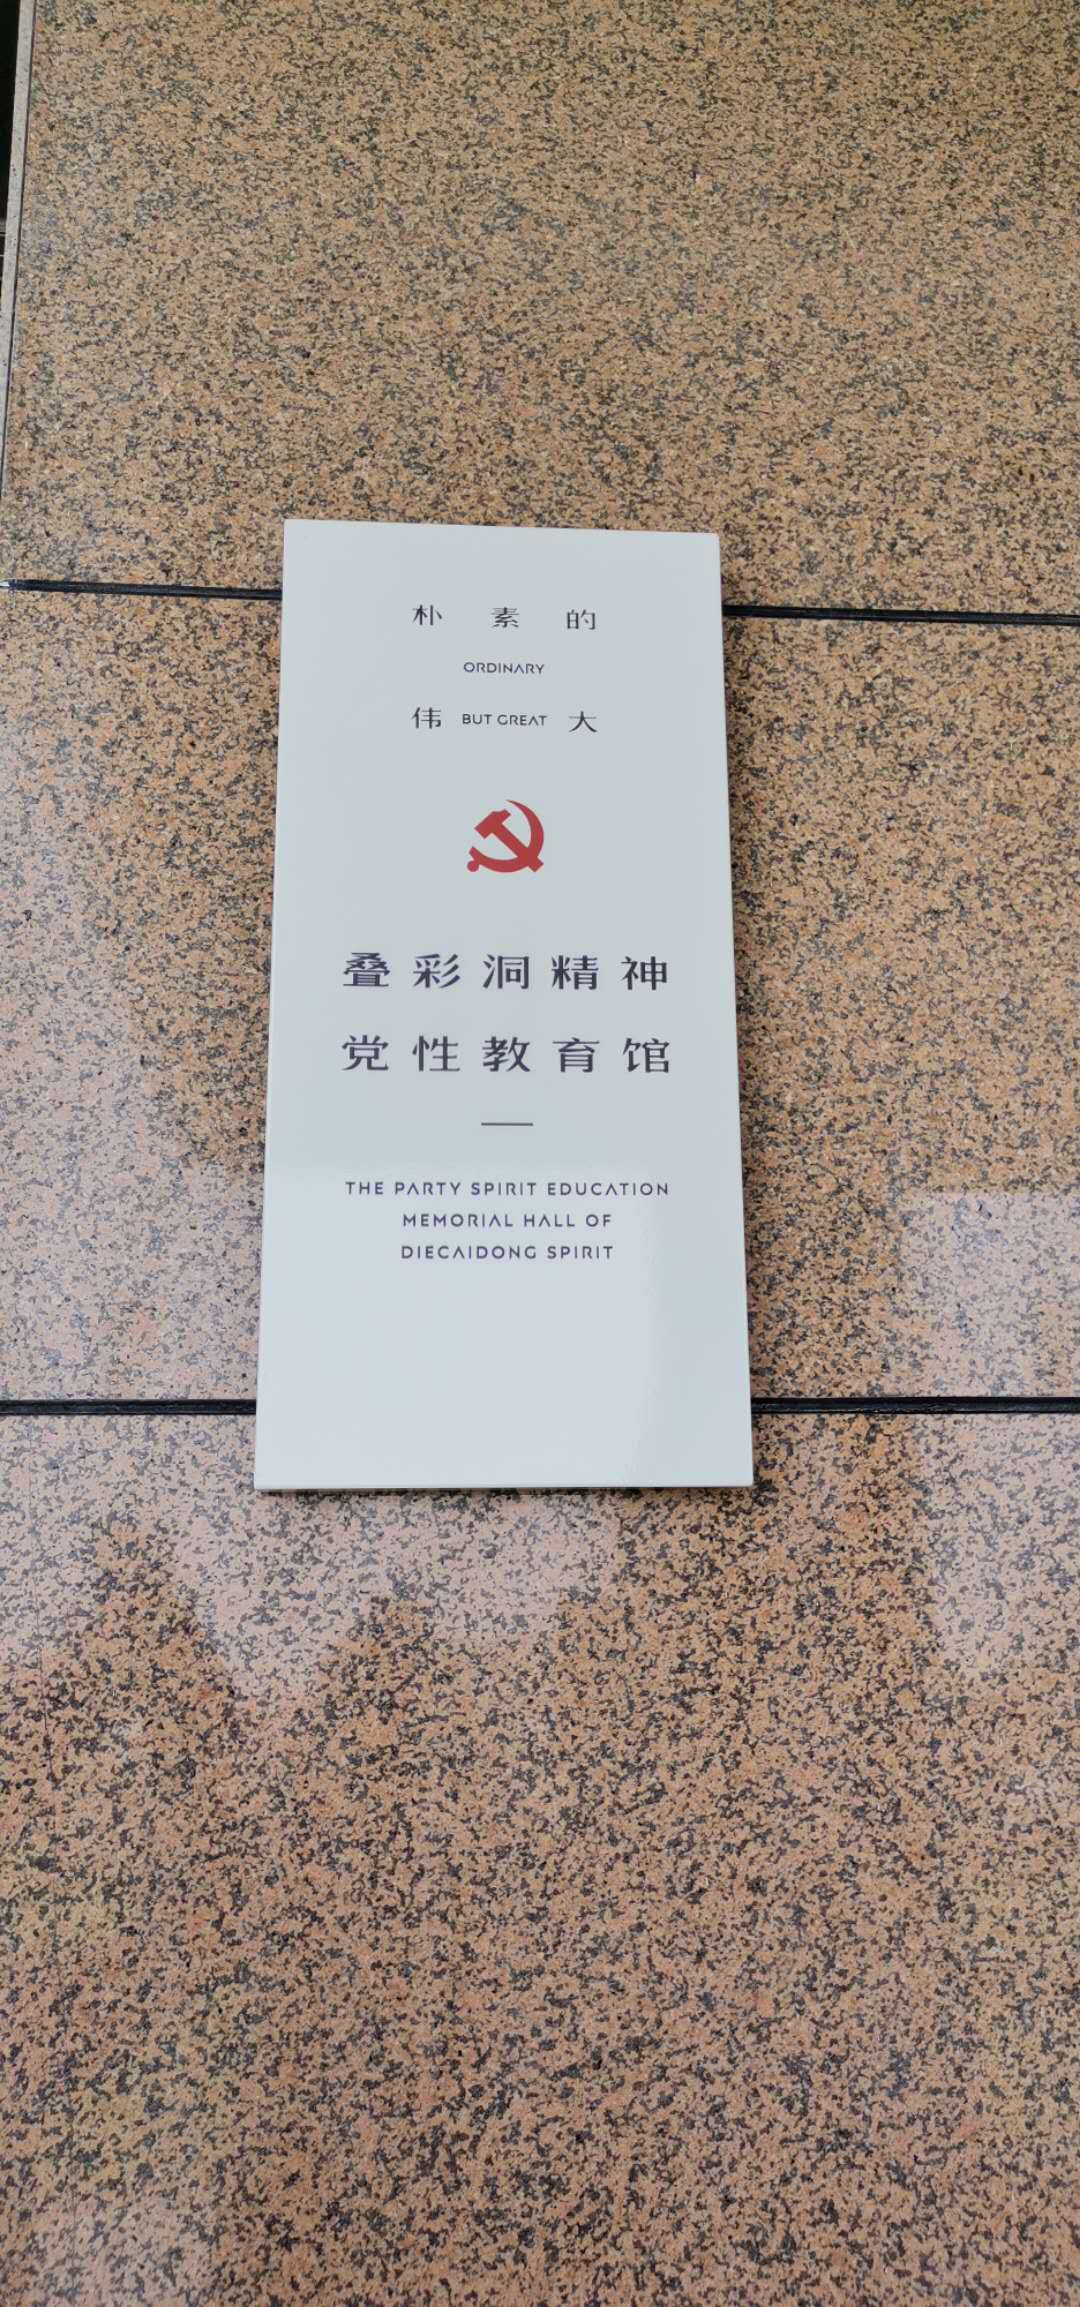 朴素的
ORDINARY
伟 BUT GREAT 大
叠彩洞精神
党性教育馆
THE PARTY SPIRIT EDUCATION
MEMORIAL HALL OF
DIECAIDONG SPIRIT